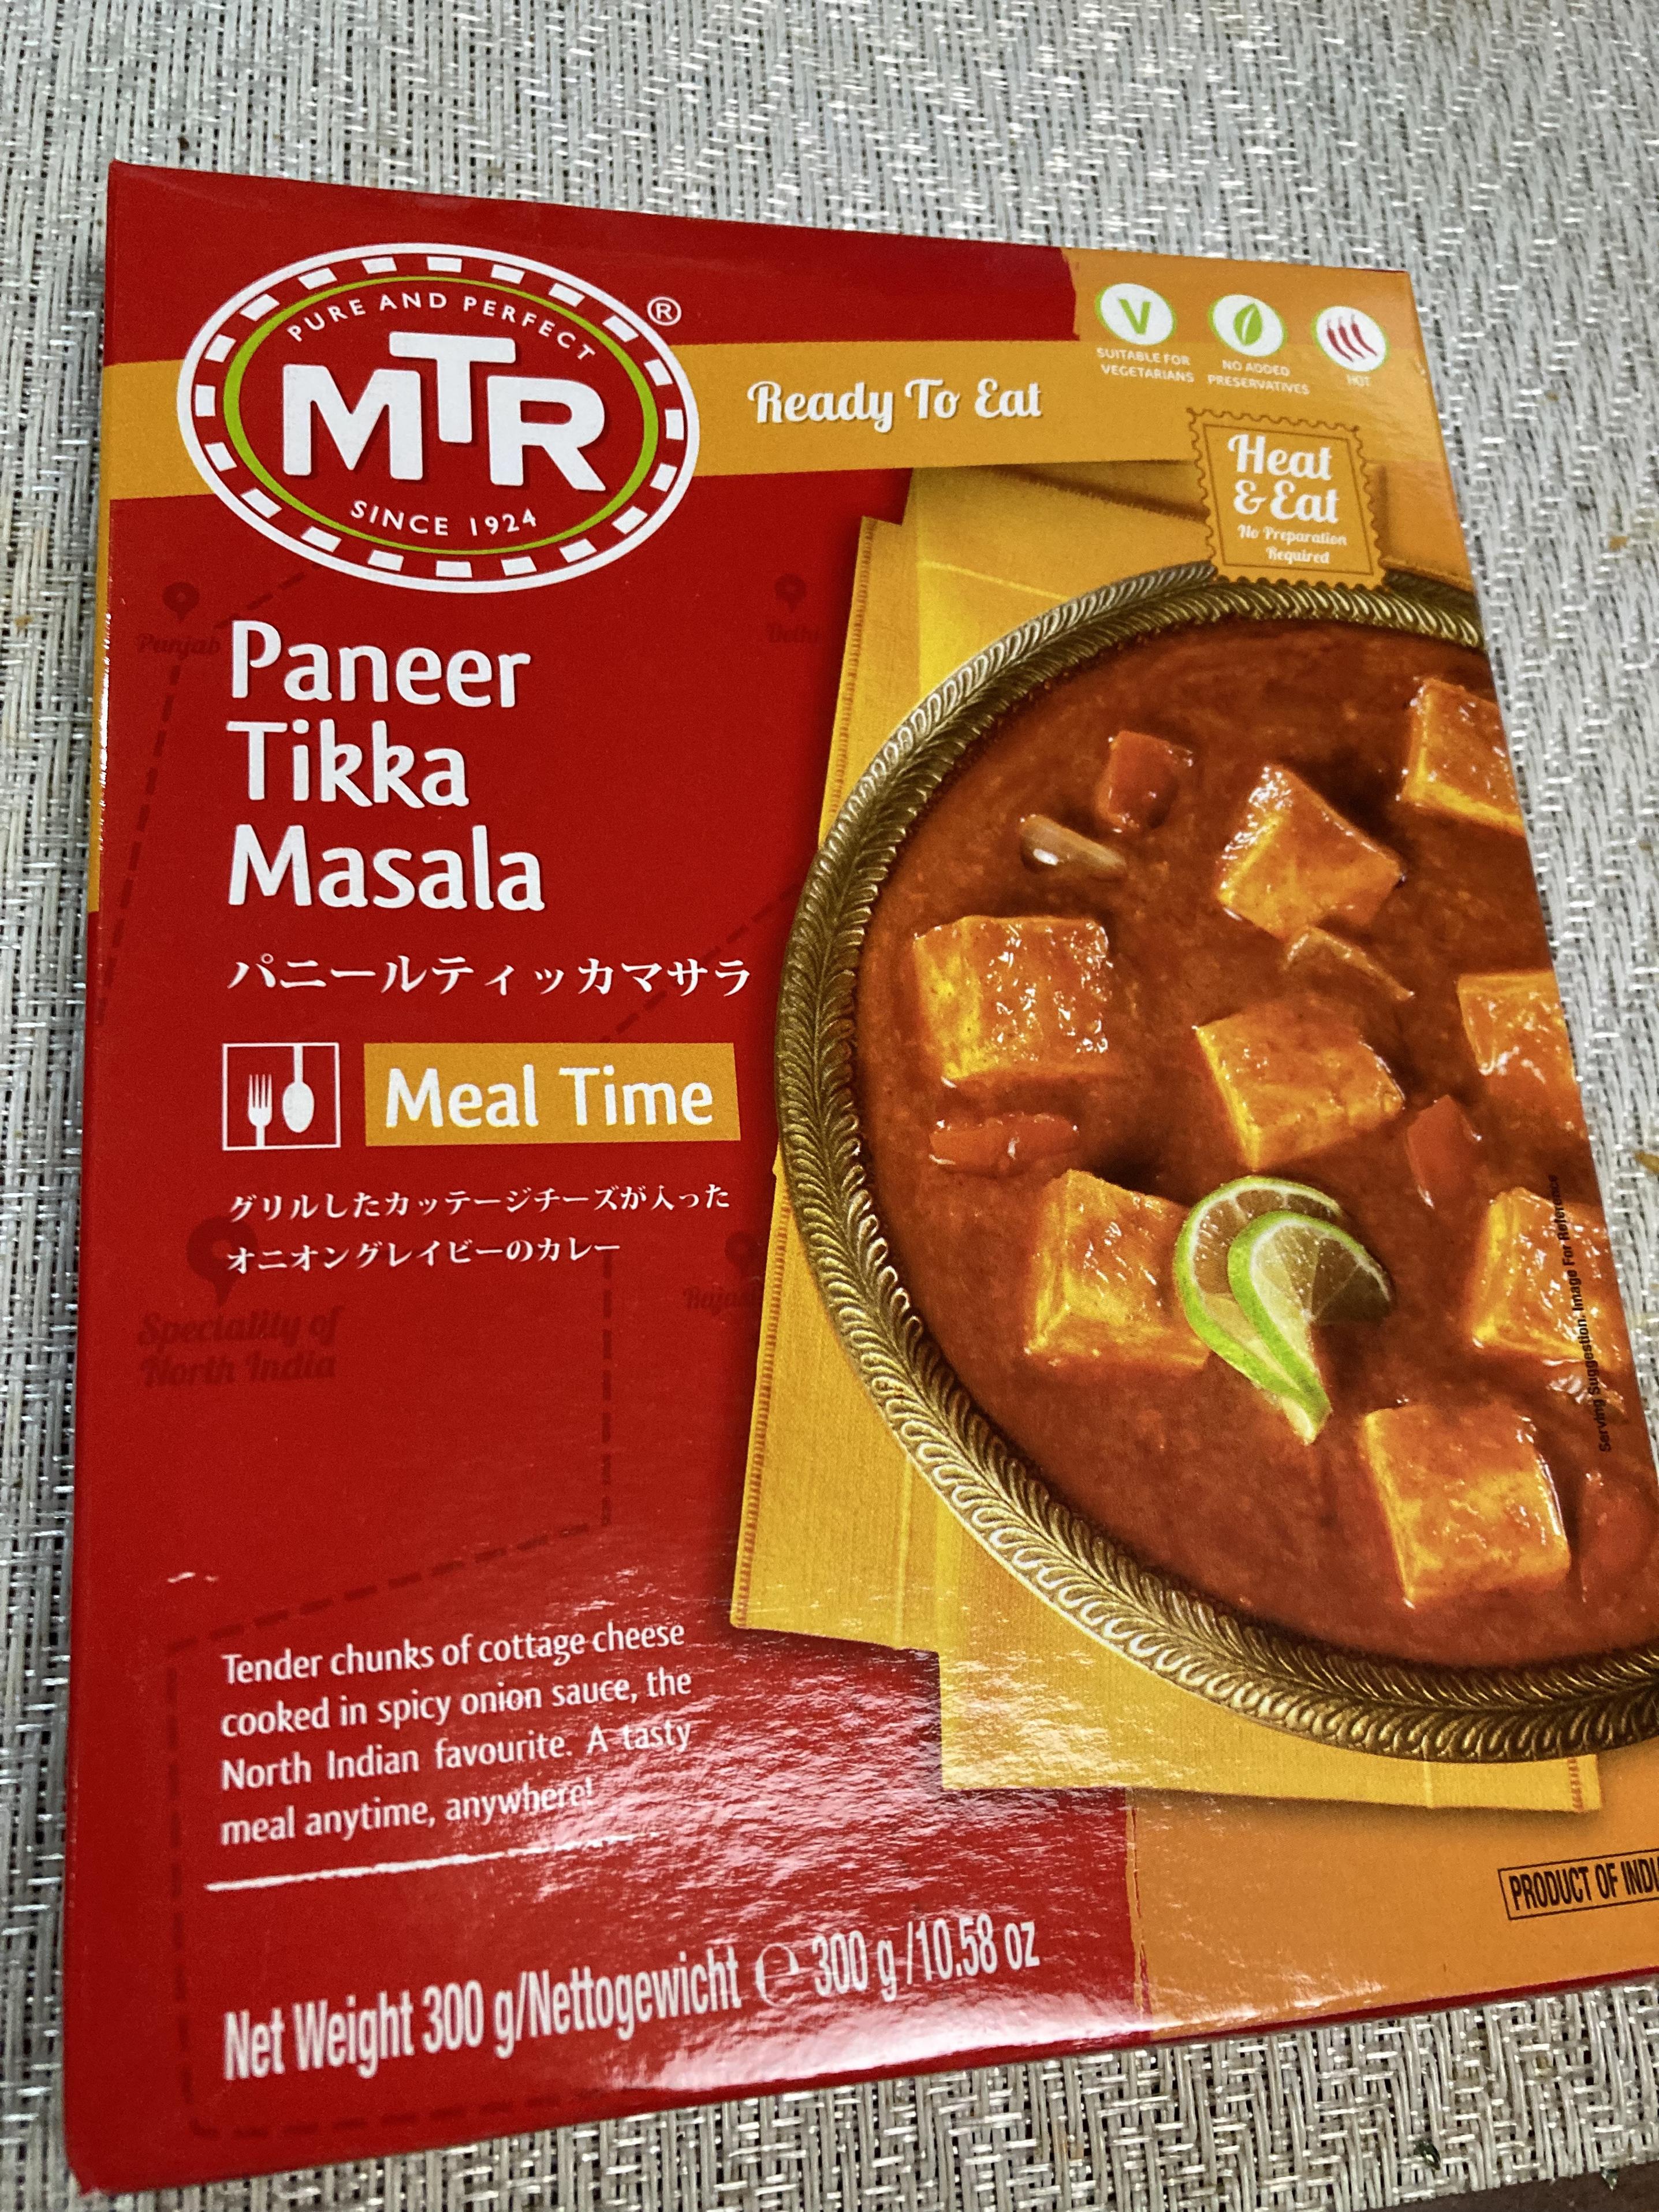 PURE AND PERFECT
MTR
SINCE 1924
®
Ready To Eat
V
SUITABLE FOR
VEGETARIANS
NO ADDED
PRESERVATIVES
HOT
Heat
& Eat
No Preparation
Required
Panjab
Delhi
Paneer
Tikka
Masala
パニールティッカマサラ
Meal Time
グリルしたカッテージチーズが入った
オニオングレイビーのカレー
Speciality of
North India
Serving Suggestion. Image For Reference
Tender chunks of cottage cheese
cooked in spicy onion sauce, the
North Indian favourite. A tasty
meal anytime, anywhere!
Net Weight 300 g/Nettogewicht ℮ 300 g /10.58 oz
PRODUCT OF INDI